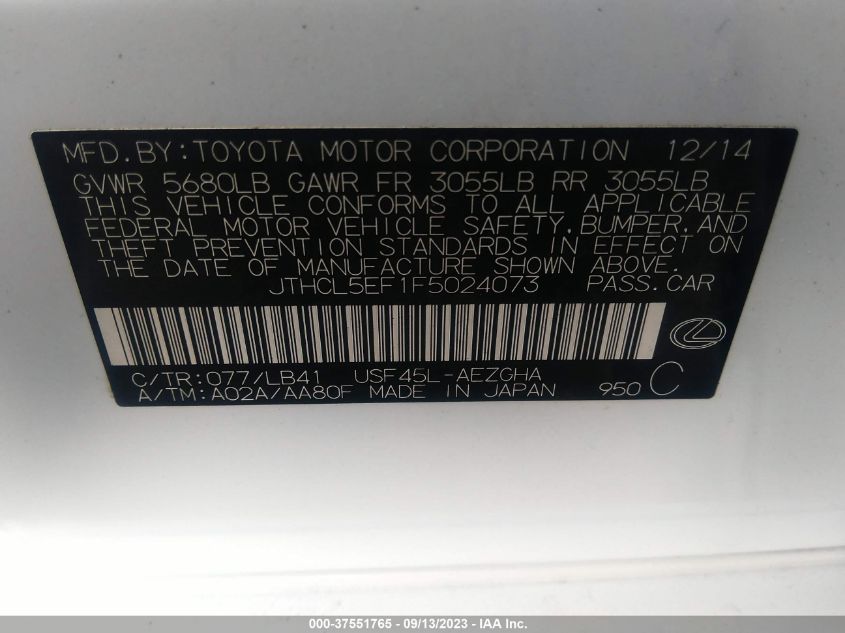 MFD.BY:TOYOTA MOTOR CORPORATION 12/14
GVWR 5680LB GAWR FR 3055LB RR 3055LB
THIS VEHICLE CONFORMS TO ALL APPLICABLE
FEDERAL MOTOR VEHICLE SAFETY, BUMPER, AND
THEFT PREVENTION STANDARDS IN EFFECT ON
THE DATE OF MANUFACTURE SHOWN ABOVE.
JTHCL5EF1F5024073 PASS.CAR
C/TR:077/LB41 USF45L-AEZGHA
A/TM:A02A/AA80F MADE IN JAPAN 950 C
000-37551765 - 09/13/2023 - IAA Inc.